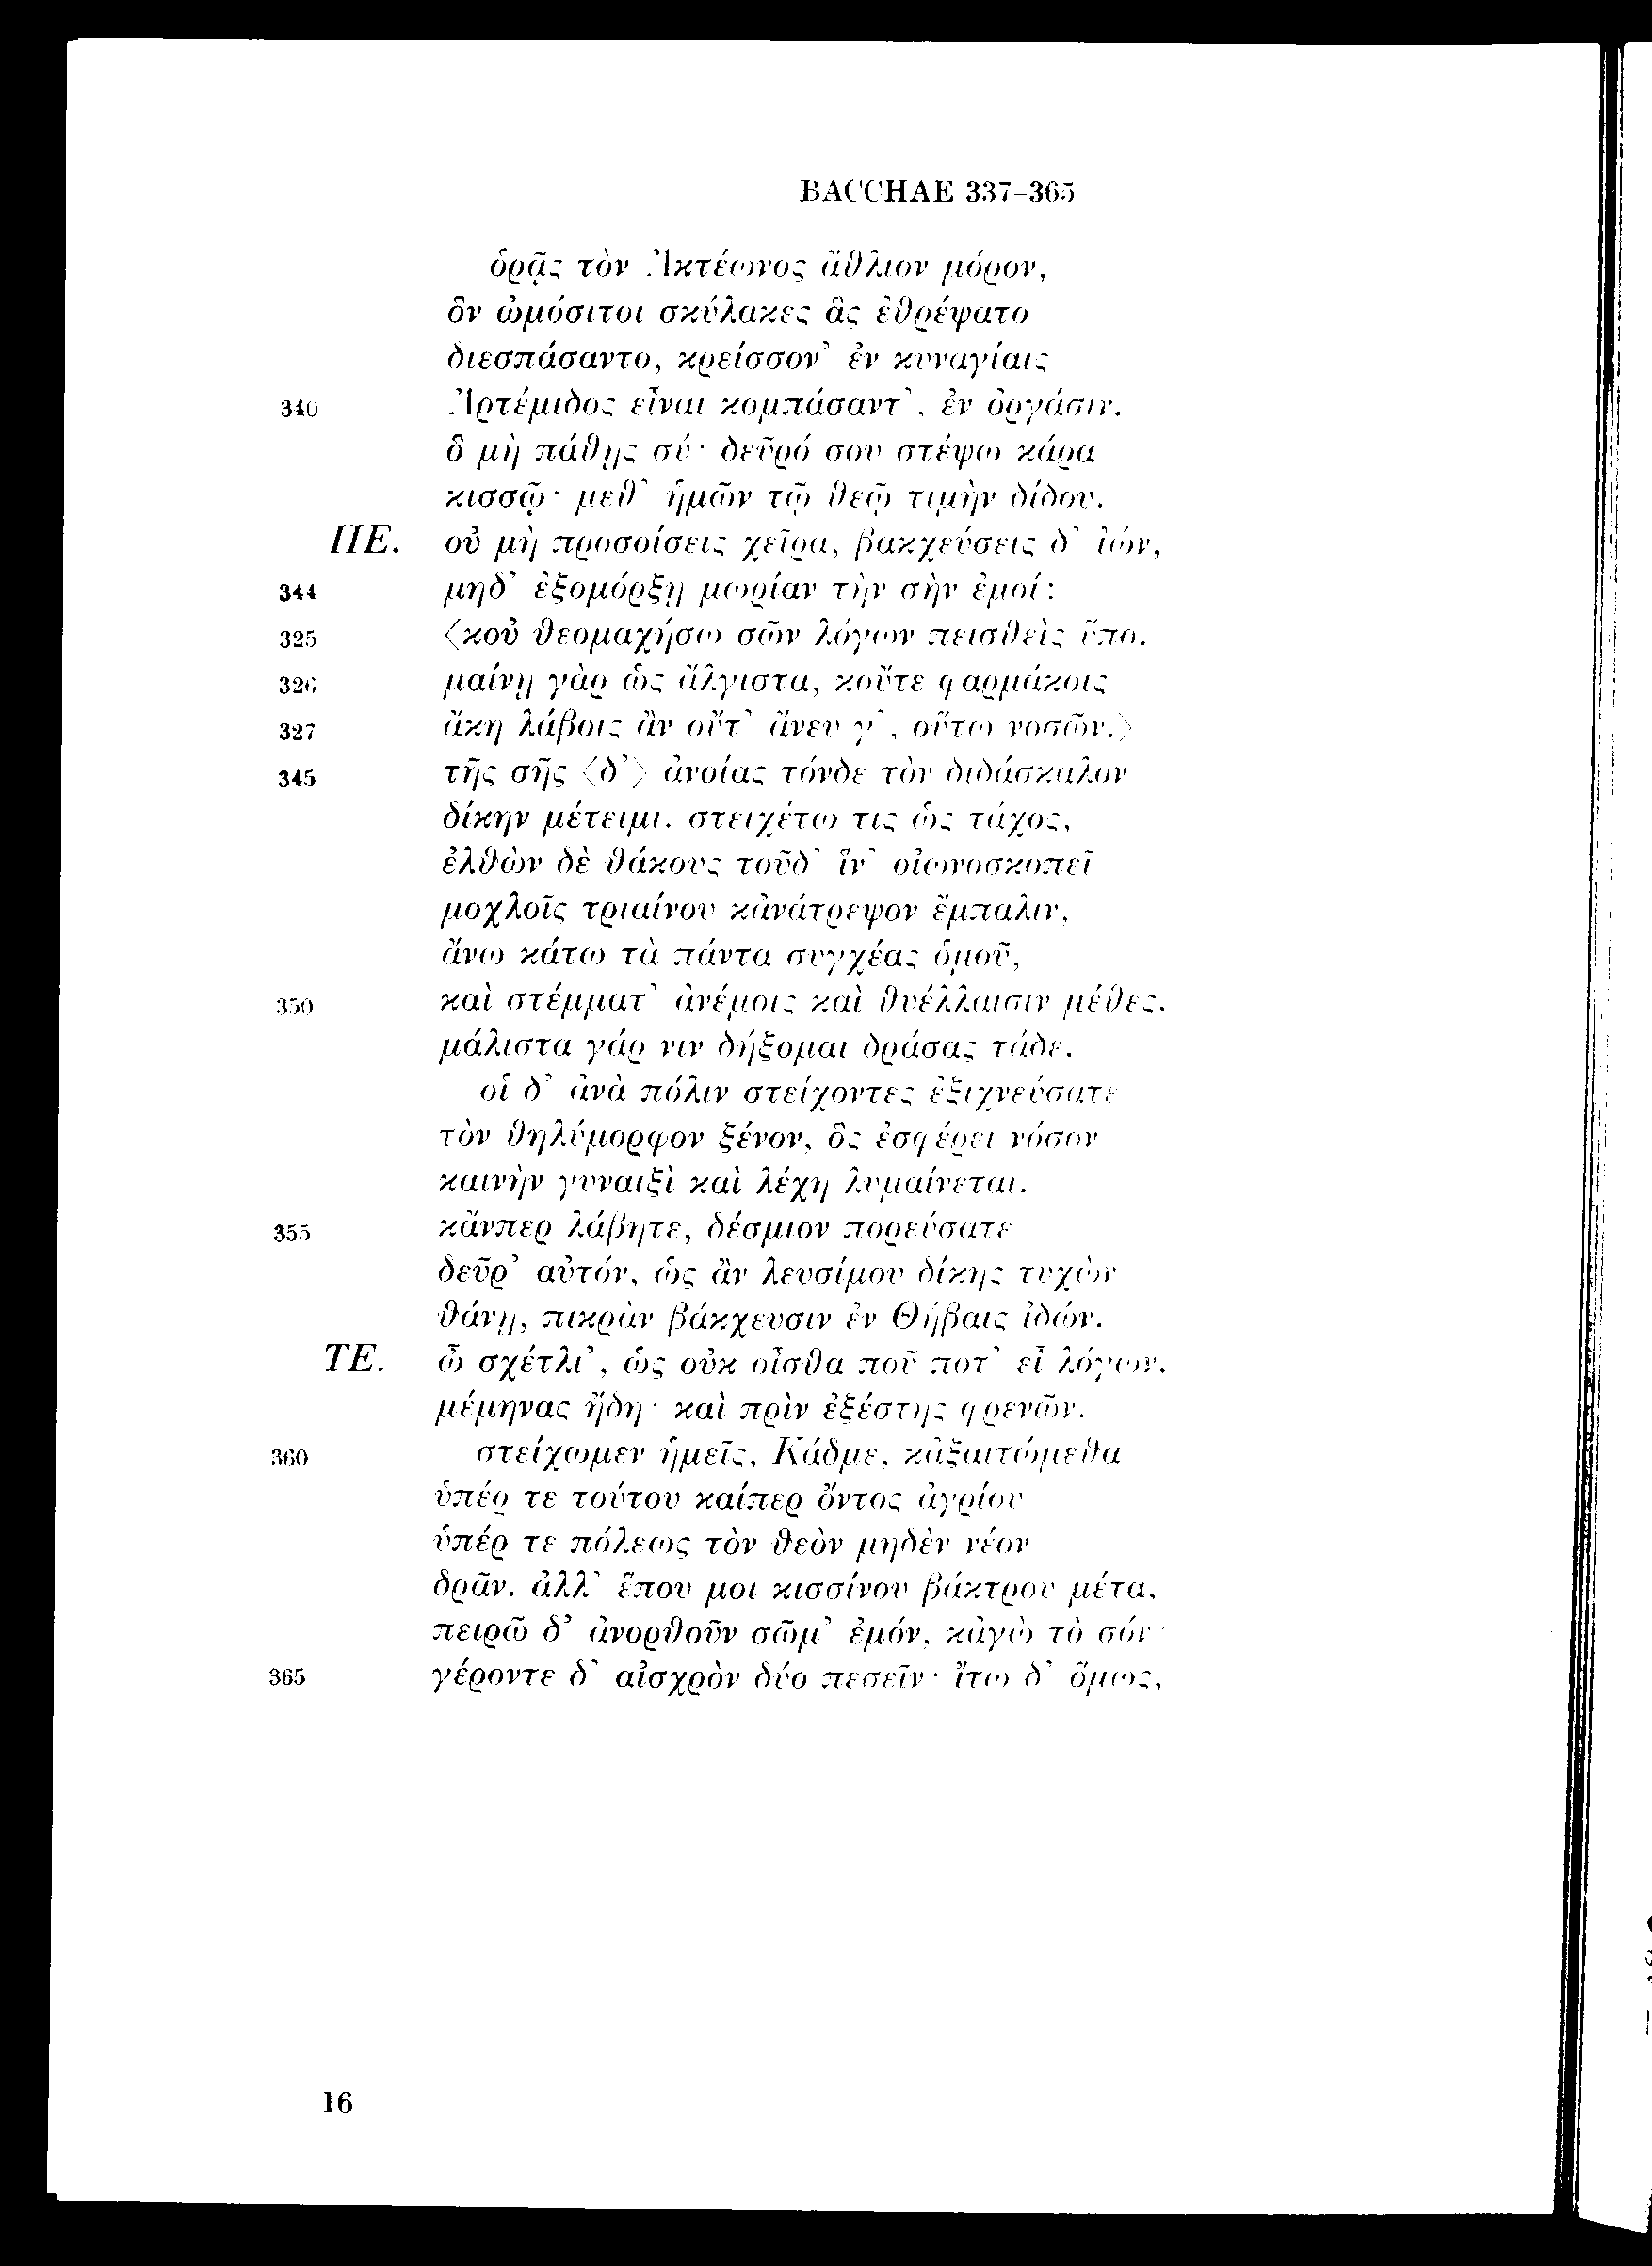 BACCHAE 337-365
ὁρᾷς τὸν Ἀκτέωνος ἄθλιον μόρον,
ὃν ὠμόσιτοι σκύλακες ἃς ἐθρέψατο
διεσπάσαντο, κρείσσον’ ἐν κυναγίαις
340 Ἀρτέμιδος εἶναι κομπάσαντ’, ἐν ὀργάσιν.
ὃ μὴ πάθῃς σύ· δεῦρό σου στέψω κάρα
κισσῷ· μεθ’ ἡμῶν τῷ θεῷ τιμὴν δίδου.
ΠΕ. οὐ μὴ προσοίσεις χεῖρα, βακχεύσεις δ’ ἰών,
344 μηδ’ ἐξομόρξῃ μωρίαν τὴν σὴν ἐμοί;
325 〈κοὐ θεομαχήσω σῶν λόγων πεισθεὶς ὕπο.
326 μαίνῃ γὰρ ὡς ἄλγιστα, κοὔτε φαρμάκοις
327 ἄκη λάβοις ἂν οὔτ’ ἄνευ γ’, οὕτω νοσῶν.〉
345 τῆς σῆς 〈δ’〉 ἀνοίας τόνδε τὸν διδάσκαλον
δίκην μέτειμι. στειχέτω τις ὡς τάχος,
ἐλθὼν δὲ θάκους τοῦδ’ ἵν’ οἰωνοσκοπεῖ
μοχλοῖς τριαίνου κἀνάτρεψον ἔμπαλιν,
ἄνω κάτω τὰ πάντα συγχέας ὁμοῦ,
350 καὶ στέμματ’ ἀνέμοις καὶ θυέλλαισιν μέθες.
μάλιστα γάρ νιν δήξομαι δράσας τάδε.
οἱ δ’ ἀνὰ πόλιν στείχοντες ἐξιχνεύσατε
τὸν θηλύμορφον ξένον, ὃς ἐσφέρει νόσον
καινὴν γυναιξὶ καὶ λέχη λυμαίνεται.
355 κἄνπερ λάβητε, δέσμιον πορεύσατε
δεῦρ’ αὐτόν, ὡς ἂν λευσίμου δίκης τυχὼν
θάνῃ, πικρὰν βάκχευσιν ἐν Θήβαις ἰδών.
ΤΕ. ὦ σχέτλι’, ὡς οὐκ οἶσθα ποῦ ποτ’ εἶ λόγων.
μέμηνας ἤδη· καὶ πρὶν ἐξέστης φρενῶν.
360 στείχωμεν ἡμεῖς, Κάδμε, κἀξαιτώμεθα
ὑπέρ τε τούτου καίπερ ὄντος ἀγρίου
ὑπέρ τε πόλεως τὸν θεὸν μηδὲν νέον
δρᾶν. ἀλλ’ ἕπου μοι κισσίνου βάκτρου μέτα,
πειρῶ δ’ ἀνορθοῦν σῶμ’ ἐμόν, κἀγὼ τὸ σόν·
365 γέροντε δ’ αἰσχρὸν δύο πεσεῖν· ἴτω δ’ ὅμως,
16